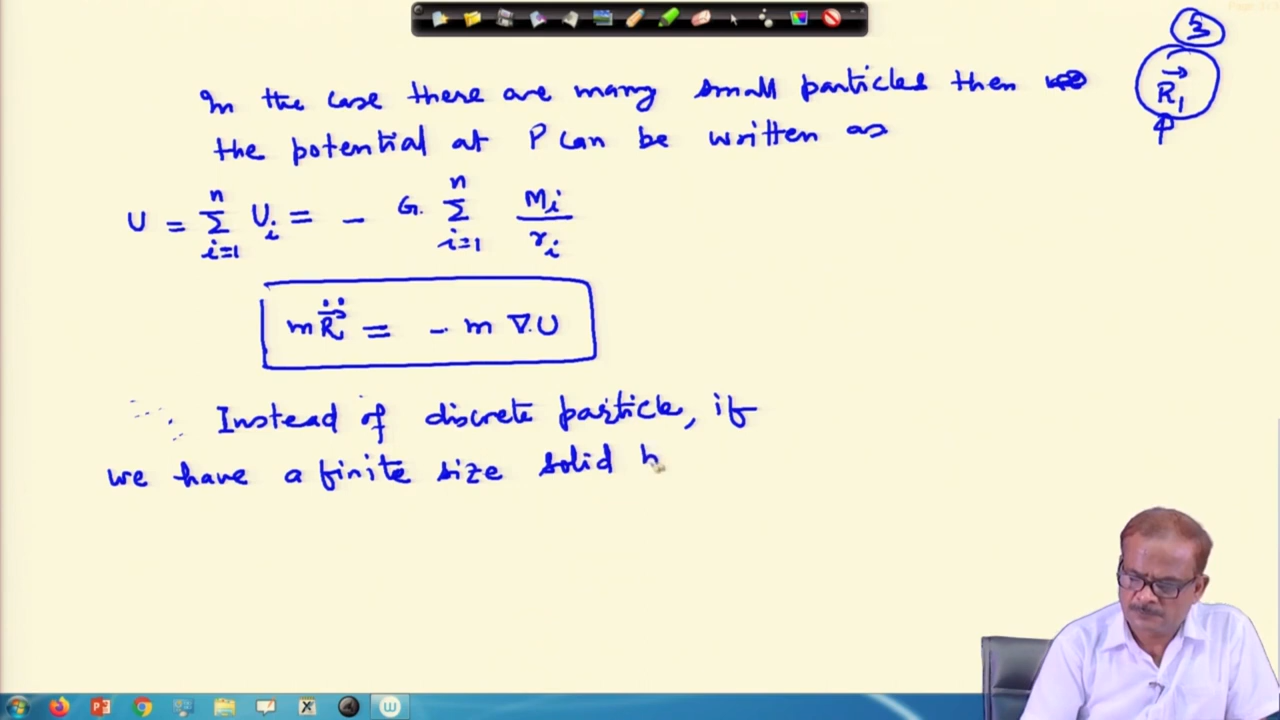 3
R⃗₁
P
In the case there are many small particles then
the potential at P can be written as
U = Σ_{i=1}^{n} U_i = - G. Σ_{i=1}^{n} M_i / r_i
m R⃗̈ = - m ∇.U
Instead of discrete particle, if
we have a finite size solid b